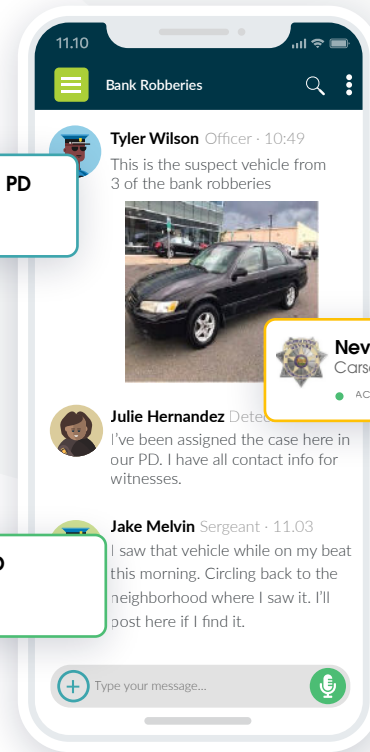 11.10
Bank Robberies
Tyler Wilson Officer · 10:49
This is the suspect vehicle from
3 of the bank robberies
PD
Nev
Cars
AC
Julie Hernandez Detec
I've been assigned the case here in
our PD. I have all contact info for
witnesses.
Jake Melvin Sergeant · 11.03
I saw that vehicle while on my beat
this morning. Circling back to the
neighborhood where I saw it. I'll
post here if I find it.
Type your message...